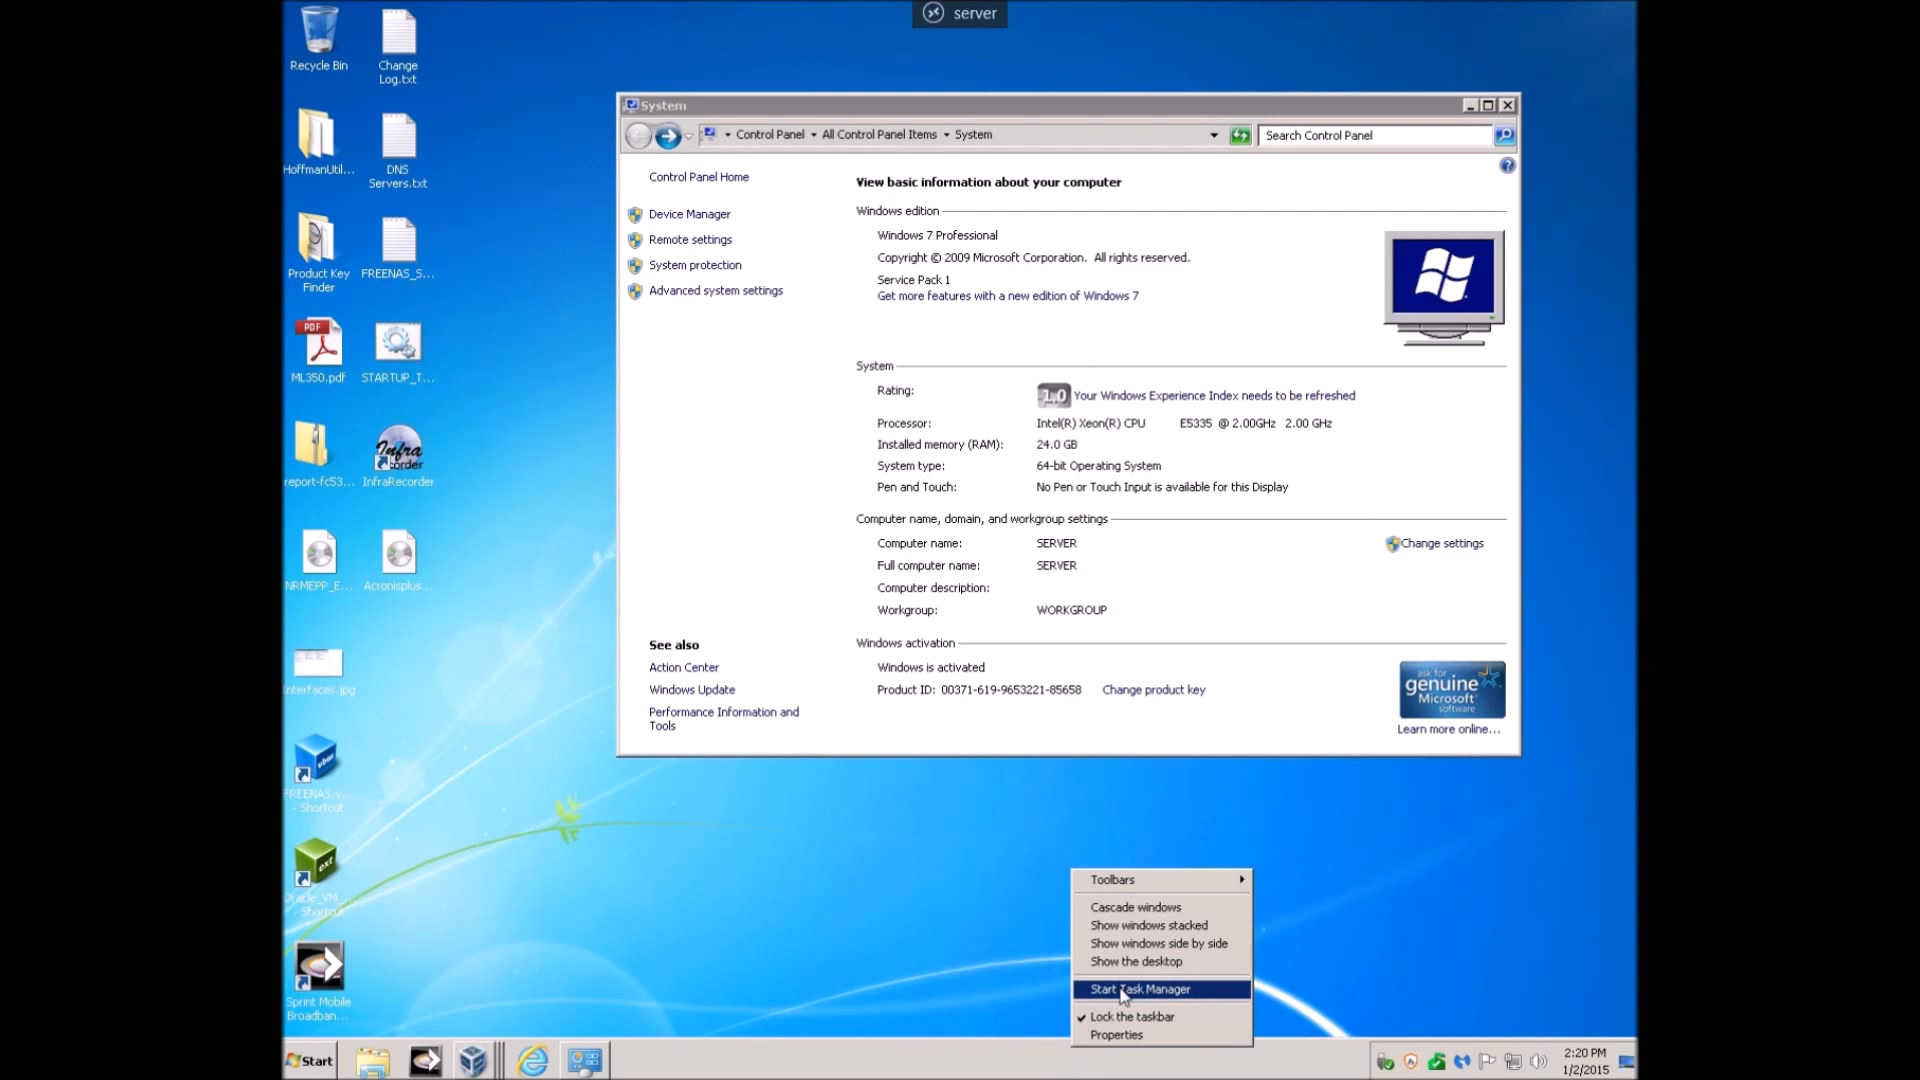 server
Recycle Bin
Change
Log.txt
HoffmanUtil...
DNS
Servers.txt
Product Key
Finder
FREENAS_S...
PDF
ML350.pdf
STARTUP_T...
report-fc53...
Infra
corder
InfraRecorder
NRMEPP_E...
Acronisplus...
Interfaces.jpg
vbox
FREENAS.v...
- Shortcut
ext
Oracle_VM_...
- Shortcut
Sprint Mobile
Broadban...
System
Control Panel
All Control Panel Items
System
Search Control Panel
Control Panel Home
Device Manager
Remote settings
System protection
Advanced system settings
See also
Action Center
Windows Update
Performance Information and
Tools
View basic information about your computer
Windows edition
Windows 7 Professional
Copyright © 2009 Microsoft Corporation. All rights reserved.
Service Pack 1
Get more features with a new edition of Windows 7
System
Rating: 1.0 Your Windows Experience Index needs to be refreshed
Processor: Intel(R) Xeon(R) CPU E5335 @ 2.00GHz 2.00 GHz
Installed memory (RAM): 24.0 GB
System type: 64-bit Operating System
Pen and Touch: No Pen or Touch Input is available for this Display
Computer name, domain, and workgroup settings
Computer name: SERVER
Change settings
Full computer name: SERVER
Computer description:
Workgroup: WORKGROUP
Windows activation
Windows is activated
Product ID: 00371-619-9653221-85658 Change product key
ask for
genuine
Microsoft
software
Learn more online...
Toolbars
Cascade windows
Show windows stacked
Show windows side by side
Show the desktop
Start Task Manager
Lock the taskbar
Properties
Start
2:20 PM
1/2/2015